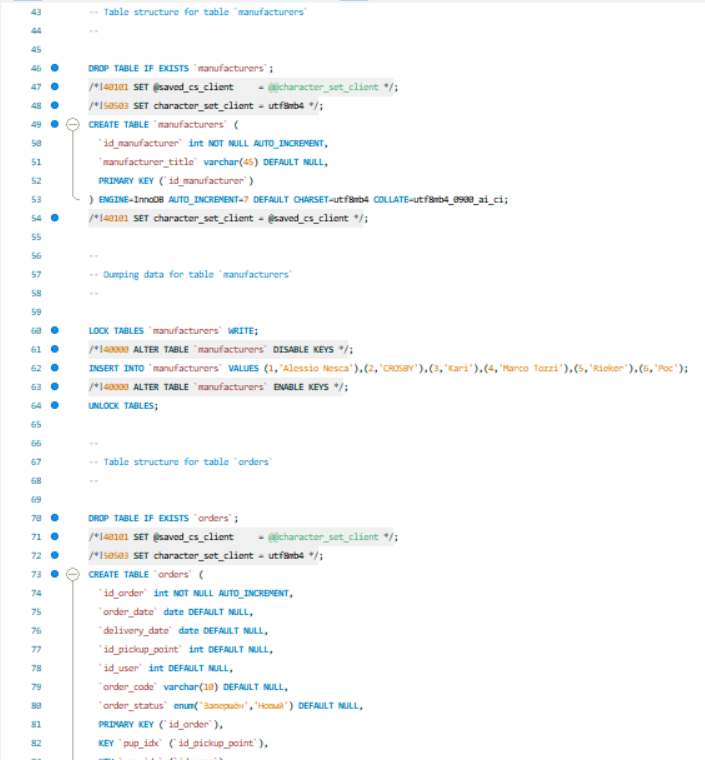 43 -- Table structure for table `manufacturers`
44 --
45
46 DROP TABLE IF EXISTS `manufacturers`;
47 /*!40101 SET @saved_cs_client     = @@character_set_client */;
48 /*!50503 SET character_set_client = utf8mb4 */;
49 CREATE TABLE `manufacturers` (
50 `id_manufacturer` int NOT NULL AUTO_INCREMENT,
51 `manufacturer_title` varchar(45) DEFAULT NULL,
52 PRIMARY KEY (`id_manufacturer`)
53 ) ENGINE=InnoDB AUTO_INCREMENT=7 DEFAULT CHARSET=utf8mb4 COLLATE=utf8mb4_0900_ai_ci;
54 /*!40101 SET character_set_client = @saved_cs_client */;
55
56 --
57 -- Dumping data for table `manufacturers`
58 --
59
60 LOCK TABLES `manufacturers` WRITE;
61 /*!40000 ALTER TABLE `manufacturers` DISABLE KEYS */;
62 INSERT INTO `manufacturers` VALUES (1,'Alessio Nesca'),(2,'CROSBY'),(3,'Kari'),(4,'Marco Tozzi'),(5,'Rieker'),(6,'Рос');
63 /*!40000 ALTER TABLE `manufacturers` ENABLE KEYS */;
64 UNLOCK TABLES;
65
66 --
67 -- Table structure for table `orders`
68 --
69
70 DROP TABLE IF EXISTS `orders`;
71 /*!40101 SET @saved_cs_client     = @@character_set_client */;
72 /*!50503 SET character_set_client = utf8mb4 */;
73 CREATE TABLE `orders` (
74 `id_order` int NOT NULL AUTO_INCREMENT,
75 `order_date` date DEFAULT NULL,
76 `delivery_date` date DEFAULT NULL,
77 `id_pickup_point` int DEFAULT NULL,
78 `id_user` int DEFAULT NULL,
79 `order_code` varchar(10) DEFAULT NULL,
80 `order_status` enum('Завершён','Новый') DEFAULT NULL,
81 PRIMARY KEY (`id_order`),
82 KEY `pup_idx` (`id_pickup_point`),